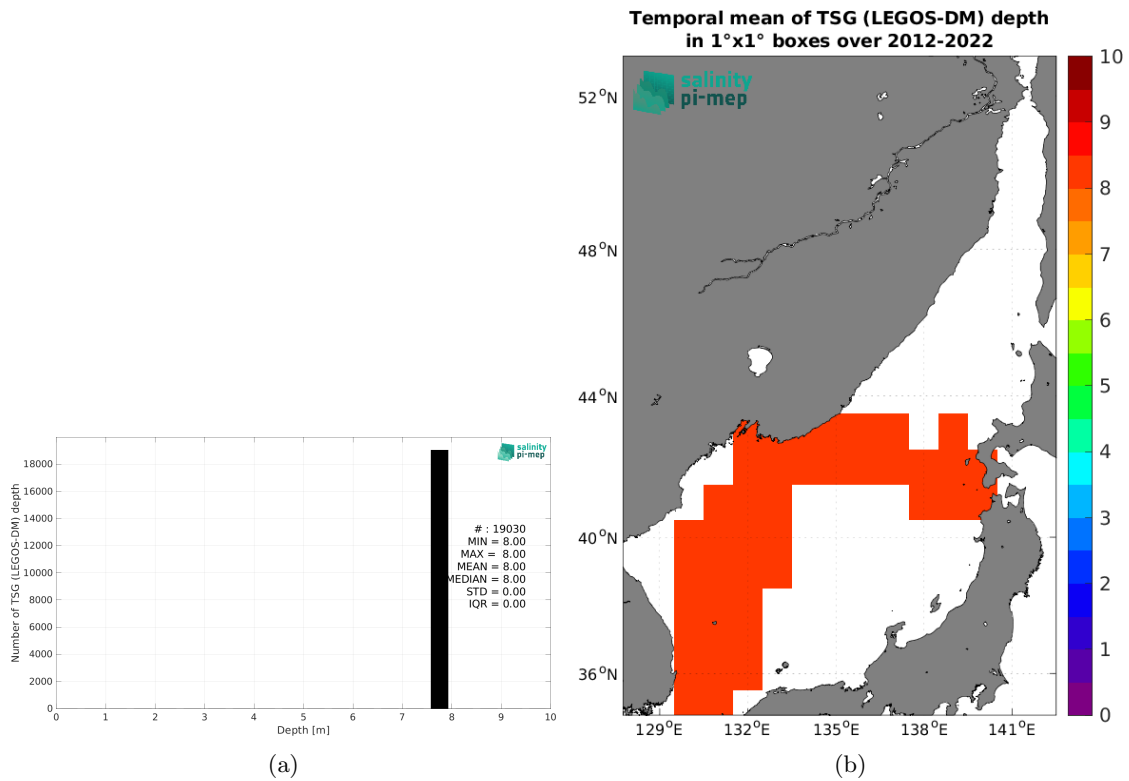 Number of TSG (LEGOS-DM) depth
18000
16000
14000
12000
10000
8000
6000
4000
2000
0
salinity
pi-mep
# : 19030
MIN = 8.00
MAX = 8.00
MEAN = 8.00
MEDIAN = 8.00
STD = 0.00
IQR = 0.00
0 1 2 3 4 5 6 7 8 9 10
Depth [m]
(a)
Temporal mean of TSG (LEGOS-DM) depth
in 1°x1° boxes over 2012-2022
salinity
pi-mep
52°N
48°N
44°N
40°N
36°N
129°E 132°E 135°E 138°E 141°E
10
9
8
7
6
5
4
3
2
1
0
(b)